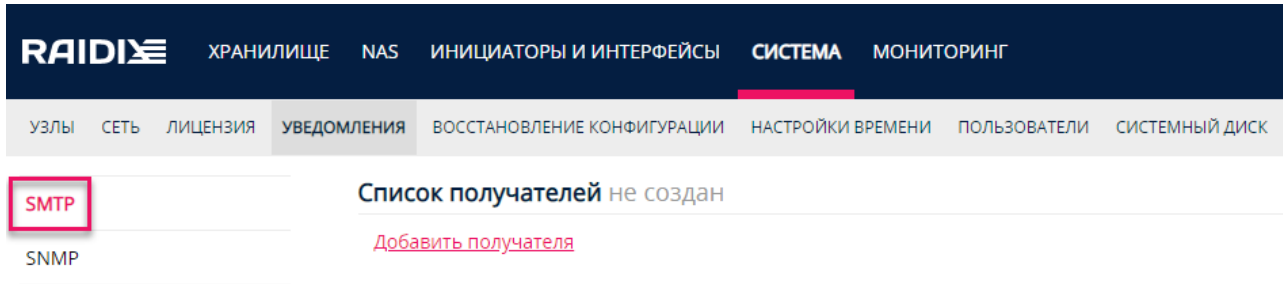 RAIDIX ХРАНИЛИЩЕ NAS ИНИЦИАТОРЫ И ИНТЕРФЕЙСЫ СИСТЕМА МОНИТОРИНГ
УЗЛЫ СЕТЬ ЛИЦЕНЗИЯ УВЕДОМЛЕНИЯ ВОССТАНОВЛЕНИЕ КОНФИГУРАЦИИ НАСТРОЙКИ ВРЕМЕНИ ПОЛЬЗОВАТЕЛИ СИСТЕМНЫЙ ДИСК
SMTP
SNMP
Список получателей не создан
Добавить получателя